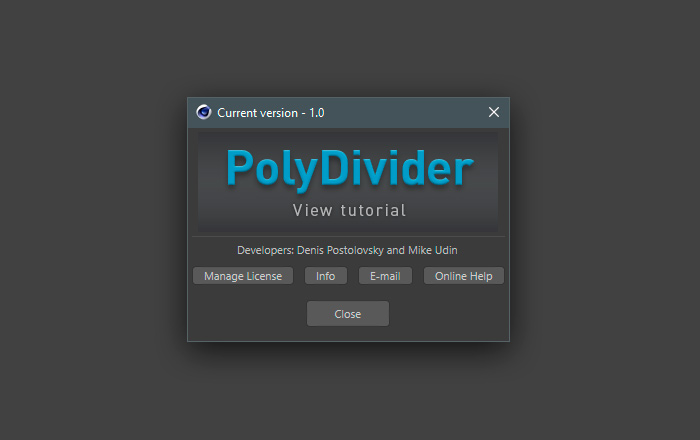 Current version - 1.0
PolyDivider
View tutorial
Developers: Denis Postolovsky and Mike Udin
Manage License Info E-mail Online Help
Close